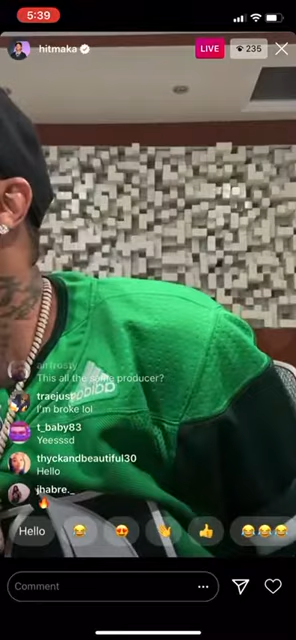 5:39
hitmaka
LIVE
235
airfrosty
This all the same producer?
traejust
I'm broke lol
t_baby83
Yeesssd
thyckandbeautiful30
Hello
jhabre._
Hello
Comment